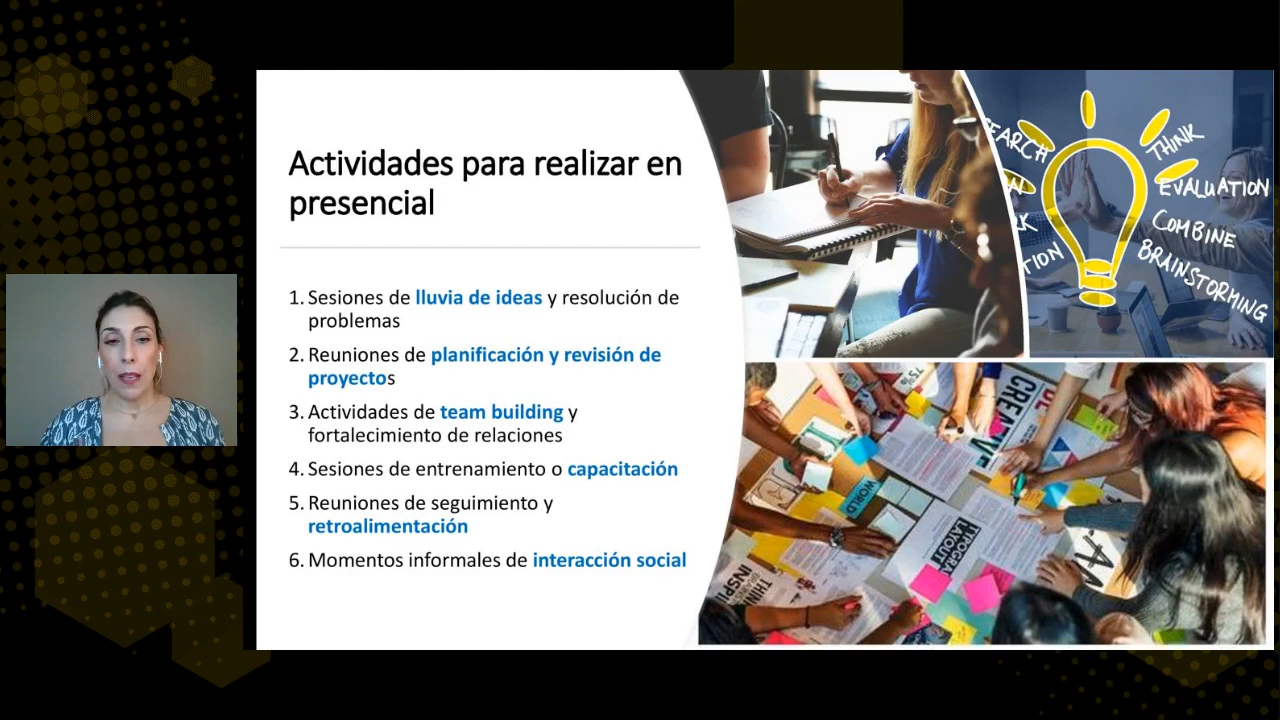 Actividades para realizar en
presencial
1. Sesiones de lluvia de ideas y resolución de
problemas
2. Reuniones de planificación y revisión de
proyectos
3. Actividades de team building y
fortalecimiento de relaciones
4. Sesiones de entrenamiento o capacitación
5. Reuniones de seguimiento y
retroalimentación
6. Momentos informales de interacción social
THINK
EVALUATION
COMBINE
BRAINSTORMING
75%
CREATIVE
WORLD